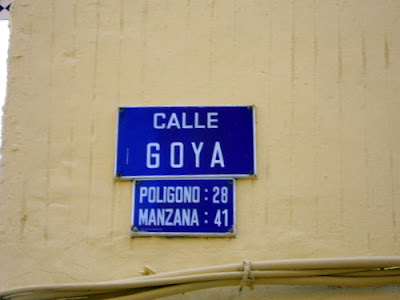 CALLE
GOYA
POLIGONO : 28
MANZANA : 41